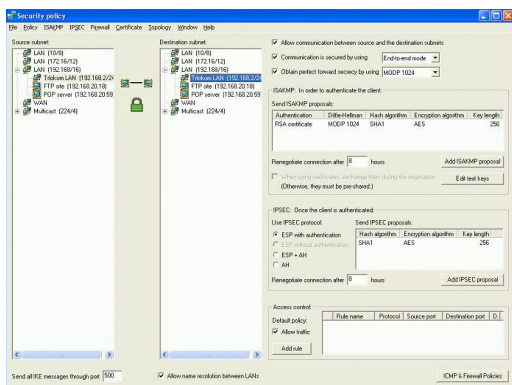 Security policy
File Policy ISAKMP IPSEC Firewall Certificate Topology Window Help
Source subnet:
LAN (10/8)
LAN (172.16/12)
LAN (192.168/16)
Trilokom LAN (192.168.2/24
FTP site (192.168.20.18)
POP server (192.168.20.59
WAN
Multicast (224/4)
Destination subnet:
LAN (10/8)
LAN (172.16/12)
LAN (192.168/16)
Trilokom LAN (192.168.2/24
FTP site (192.168.20.18)
POP server (192.168.20.59
WAN
Multicast (224/4)
Allow communication between source and the destination subnets
Communication is secured by using End-to-end mode
Obtain perfect forward secrecy by using MODP 1024
ISAKMP: In order to authenticate the client:
Send ISAKMP proposals:
Authentication Diffie-Hellman Hash algorithm Encryption algorithm Key length
RSA certificate MODP 1024 SHA1 AES 256
Renegotiate connection after 8 hours
Add ISAKMP proposal
When using certificates, exchange them during the negotiation
(Otherwise, they must be pre-shared.)
Edit test keys
IPSEC: Once the client is authenticated:
Use IPSEC protocol:
ESP with authentication
ESP without authentication
ESP + AH
AH
Send IPSEC proposals:
Hash algorithm Encryption algorithm Key length
SHA1 AES 256
Renegotiate connection after 8 hours
Add IPSEC proposal
Access control:
Default policy:
Allow traffic
Add rule
Rule name Protocol Source port Destination port D
Send all IKE messages through port 500
Allow name resolution between LANs
ICMP & Firewall Policies